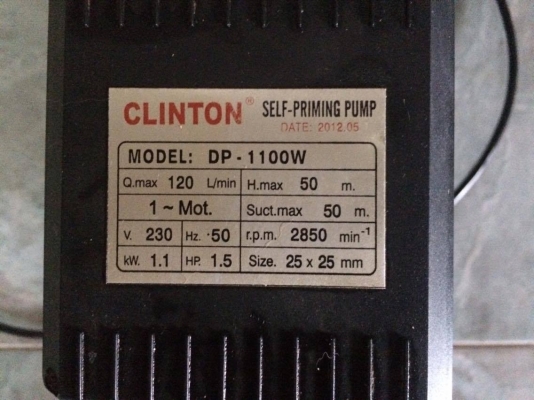 CLINTON® SELF-PRIMING PUMP
DATE: 2012.05
MODEL: DP - 1100W
Q.max 120 L/min H.max 50 m.
1 ~ Mot. Suct.max 50 m.
V. 230 Hz. 50 r.p.m. 2850 min⁻¹
kW. 1.1 HP. 1.5 Size. 25 x 25 mm